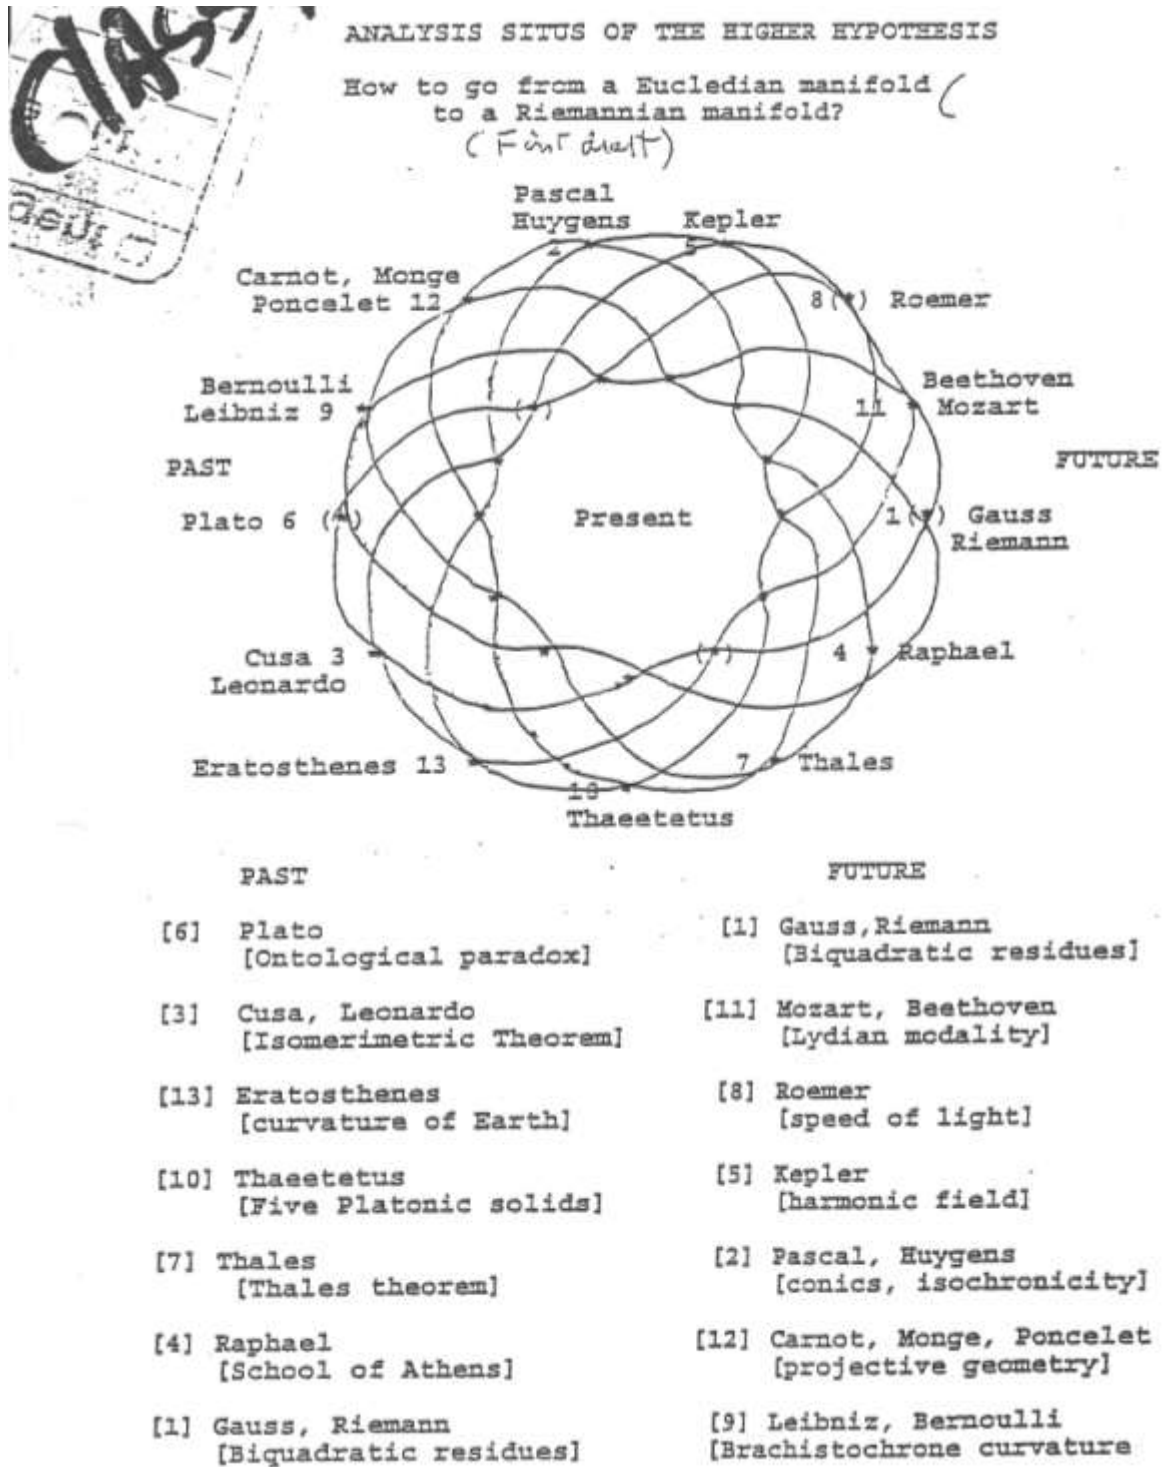 ANALYSIS SITUS OF THE HIGHER HYPOTHESIS
How to go from a Eucledian manifold
to a Riemannian manifold?
(First draft)
Pascal
Huygens
2
Kepler
5
Carnot, Monge
Poncelet 12
8(*) Roemer
Bernoulli
Leibniz 9
Beethoven
11 Mozart
( )
PAST
FUTURE
Plato 6 (*)
Present
1(*) Gauss
Riemann
Cusa 3
Leonardo
( )
4 Raphael
Eratosthenes 13
7 Thales
10
Thaeetetus
PAST
FUTURE
[6] Plato
[Ontological paradox]
[3] Cusa, Leonardo
[Isomerimetric Theorem]
[13] Eratosthenes
[curvature of Earth]
[10] Thaeetetus
[Five Platonic solids]
[7] Thales
[Thales theorem]
[4] Raphael
[School of Athens]
[1] Gauss, Riemann
[Biquadratic residues]
[1] Gauss,Riemann
[Biquadratic residues]
[11] Mozart, Beethoven
[Lydian modality]
[8] Roemer
[speed of light]
[5] Kepler
[harmonic field]
[2] Pascal, Huygens
[conics, isochronicity]
[12] Carnot, Monge, Poncelet
[projective geometry]
[9] Leibniz, Bernoulli
[Brachistochrone curvature